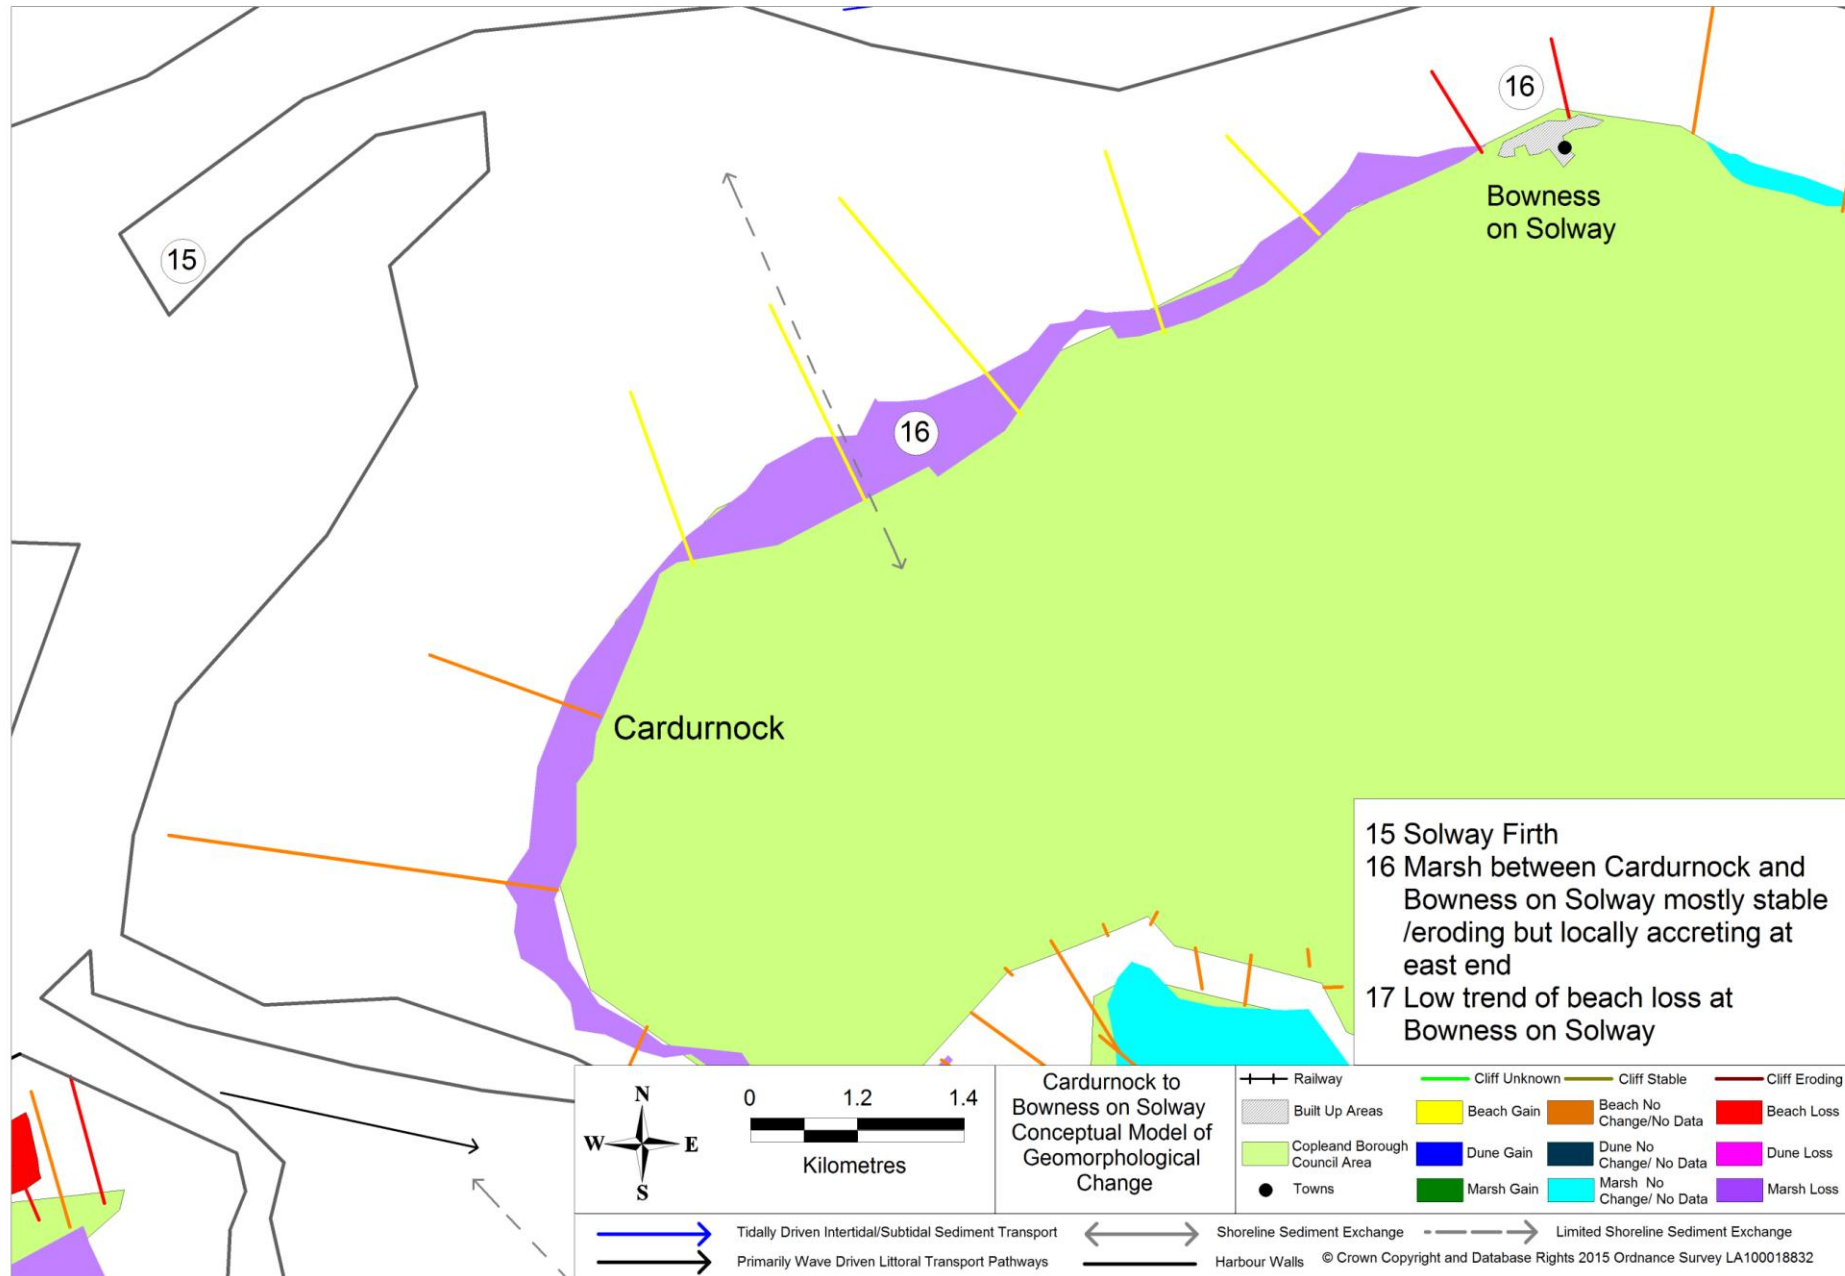 16
15
Bowness
on Solway
16
Cardurnock
15 Solway Firth
16 Marsh between Cardurnock and
Bowness on Solway mostly stable
/eroding but locally accreting at
east end
17 Low trend of beach loss at
Bowness on Solway
N
W E
S
0 1.2 1.4
Kilometres
Cardurnock to
Bowness on Solway
Conceptual Model of
Geomorphological
Change
Railway
Cliff Unknown
Cliff Stable
Cliff Eroding
Built Up Areas
Beach Gain
Beach No
Change/No Data
Beach Loss
Copleand Borough
Council Area
Dune Gain
Dune No
Change/ No Data
Dune Loss
Towns
Marsh Gain
Marsh No
Change/ No Data
Marsh Loss
Tidally Driven Intertidal/Subtidal Sediment Transport
Shoreline Sediment Exchange
Limited Shoreline Sediment Exchange
Primarily Wave Driven Littoral Transport Pathways
Harbour Walls
© Crown Copyright and Database Rights 2015 Ordnance Survey LA100018832